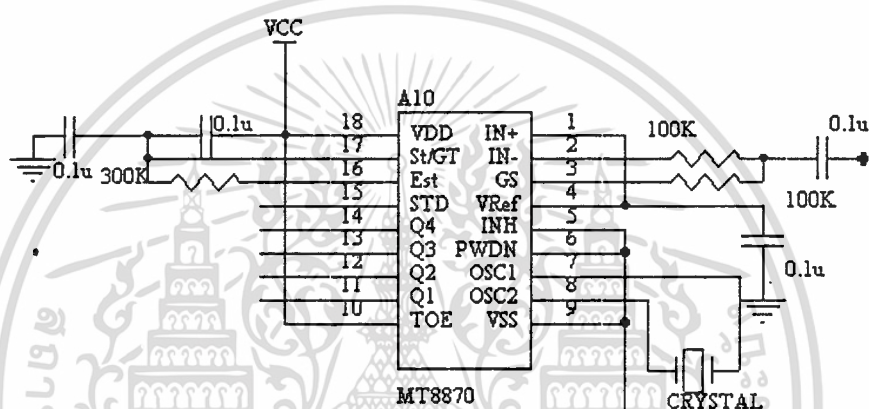 VCC
A10
0.1u
0.1u
300K
18 VDD IN+ 1
17 St/GT IN- 2
16 Est GS 3
15 STD VRef 4
14 Q4 INH 5
13 Q3 PWDN 6
12 Q2 OSC1 7
11 Q1 OSC2 8
10 TOE VSS 9
100K
0.1u
100K
0.1u
MT8870
CRYSTAL